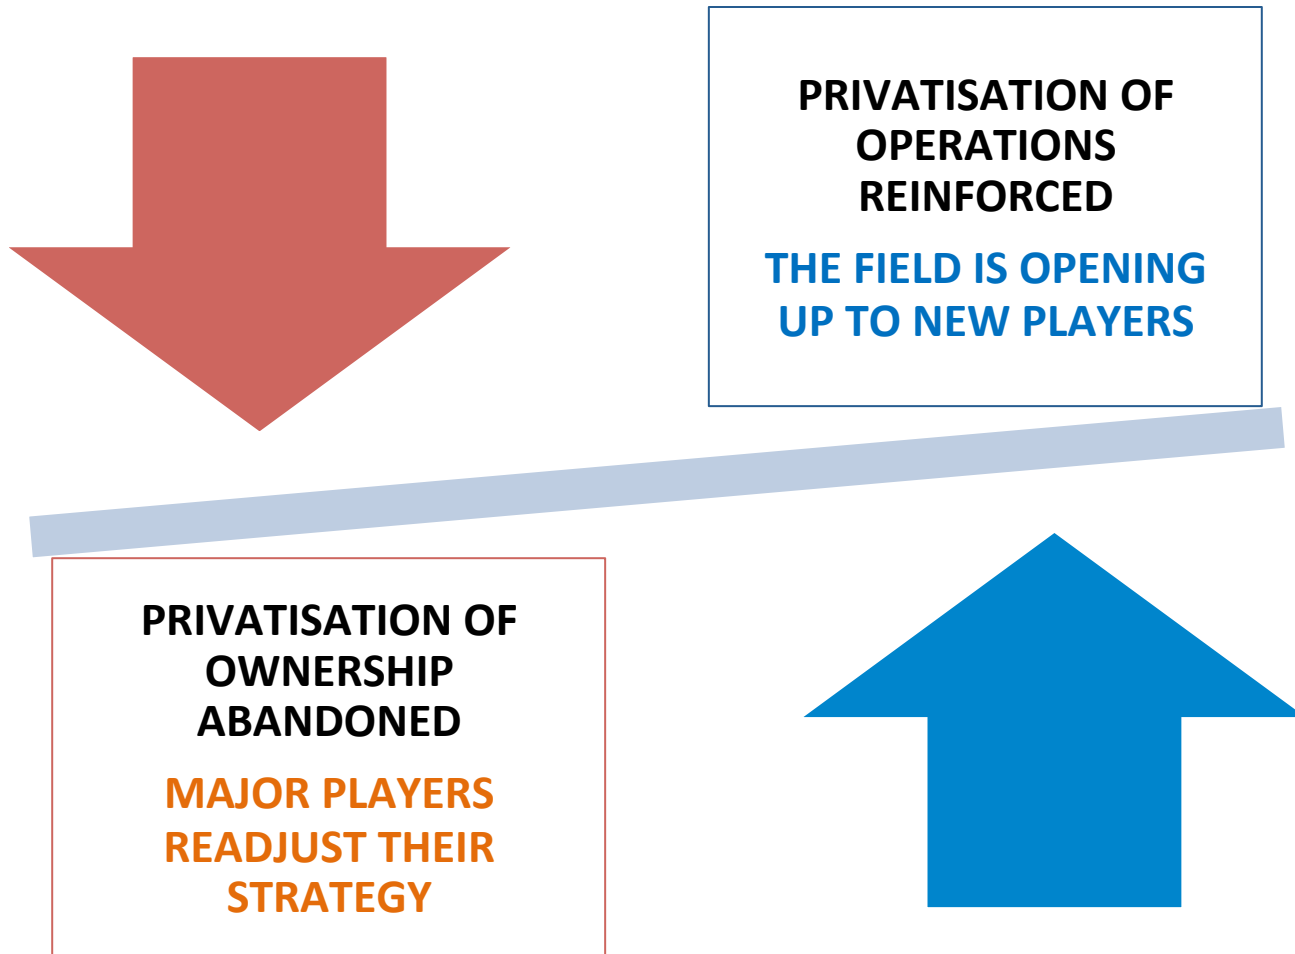 PRIVATISATION OF
OPERATIONS
REINFORCED
THE FIELD IS OPENING
UP TO NEW PLAYERS
PRIVATISATION OF
OWNERSHIP
ABANDONED
MAJOR PLAYERS
READJUST THEIR
STRATEGY